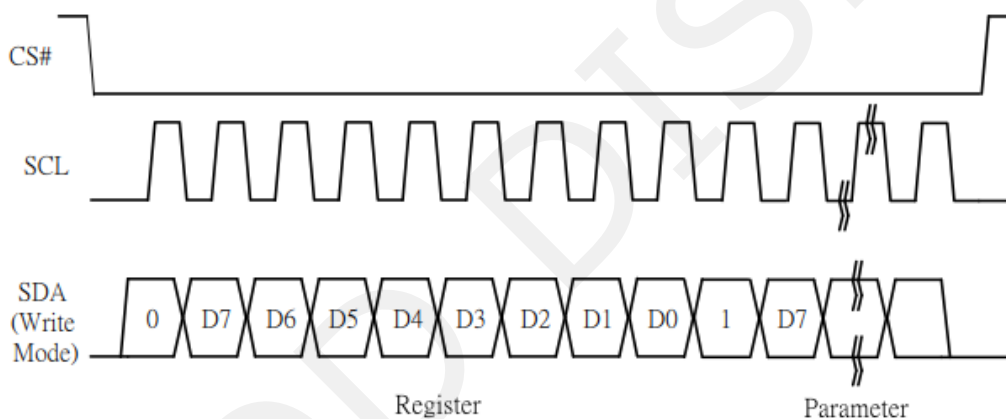 CS#
SCL
SDA
(Write
Mode)
0 D7 D6 D5 D4 D3 D2 D1 D0 1 D7
Register Parameter